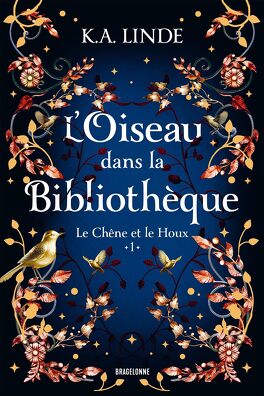 K.A. LINDE
L'Oiseau
dans la
Bibliothèque
Le Chêne et le Houx
•1•
BRAGELONNE